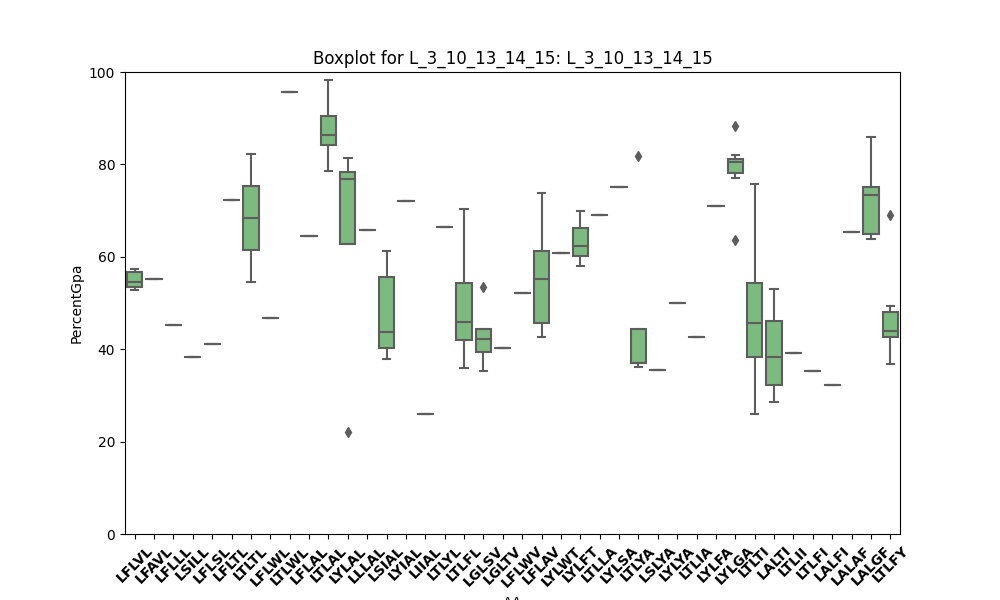 Boxplot for L_3_10_13_14_15: L_3_10_13_14_15
100
80
60
40
20
0
PercentGpa
LFLVL
LFAVL
LFLLL
LSILL
LFLSL
LFLTL
LTLTL
LFLWL
LTLWL
LFLAL
LTLAL
LYLAL
LLLAL
LSIAL
LYIAL
LIIAL
LTLYL
LTLFL
LGLSV
LGLTV
LFLWV
LFLAV
LYLWT
LYLFT
LTLLA
LYLSA
LTLYA
LSLYA
LYLYA
LTLIA
LYLFA
LYLGA
LTLTI
LALTI
LTLII
LTLFI
LALFI
LALAF
LALGF
LTLFY